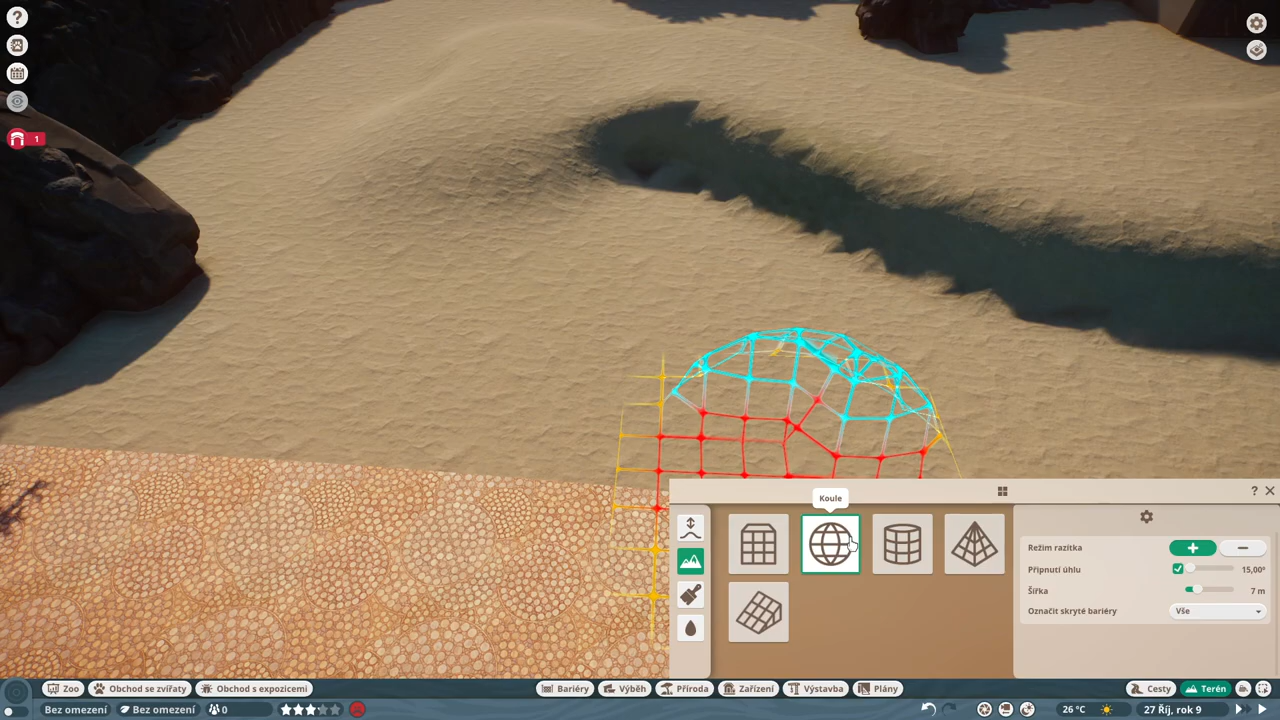 ?
1
Koule
?
Režim razítka
Připnutí úhlu
15,00°
Šířka
7 m
Označit skryté bariéry
Vše
Zoo
Obchod se zvířaty
Obchod s expozicemi
Bariéry
Výběh
Příroda
Zařízení
Výstavba
Plány
Cesty
Terén
Bez omezení
Bez omezení
0
26 °C
27 Říj, rok 9